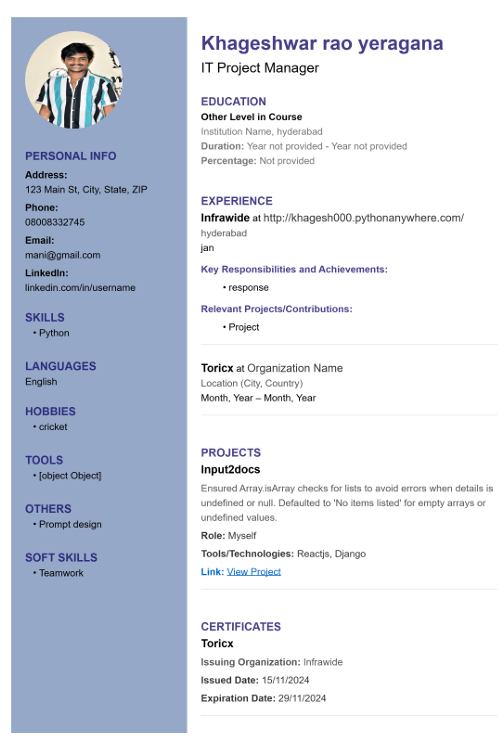 Khageshwar rao yeragana
IT Project Manager
PERSONAL INFO
Address:
123 Main St, City, State, ZIP
Phone:
08008332745
Email:
mani@gmail.com
LinkedIn:
linkedin.com/in/username
SKILLS
• Python
LANGUAGES
English
HOBBIES
• cricket
TOOLS
• [object Object]
OTHERS
• Prompt design
SOFT SKILLS
• Teamwork
EDUCATION
Other Level in Course
Institution Name, hyderabad
Duration: Year not provided - Year not provided
Percentage: Not provided
EXPERIENCE
Infrawide at http://khagesh000.pythonanywhere.com/
hyderabad
jan
Key Responsibilities and Achievements:
• response
Relevant Projects/Contributions:
• Project
Toricx at Organization Name
Location (City, Country)
Month, Year – Month, Year
PROJECTS
Input2docs
Ensured Array.isArray checks for lists to avoid errors when details is
undefined or null. Defaulted to 'No items listed' for empty arrays or
undefined values.
Role: Myself
Tools/Technologies: Reactjs, Django
Link: View Project
CERTIFICATES
Toricx
Issuing Organization: Infrawide
Issued Date: 15/11/2024
Expiration Date: 29/11/2024